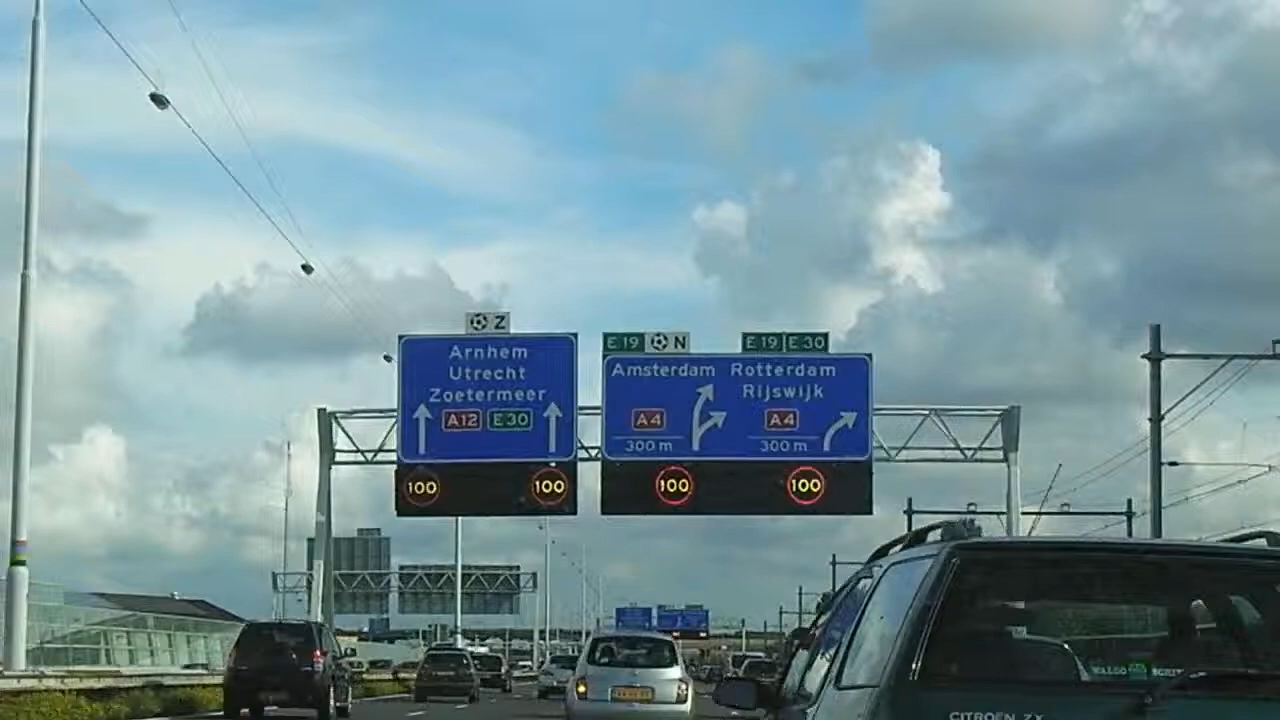 Z
Arnhem
Utrecht
Zoetermeer
A12 E30
100 100
E19 N
E19 E30
Amsterdam
A4
300 m
Rotterdam
Rijswijk
A4
300 m
100 100
CITROËN ZX